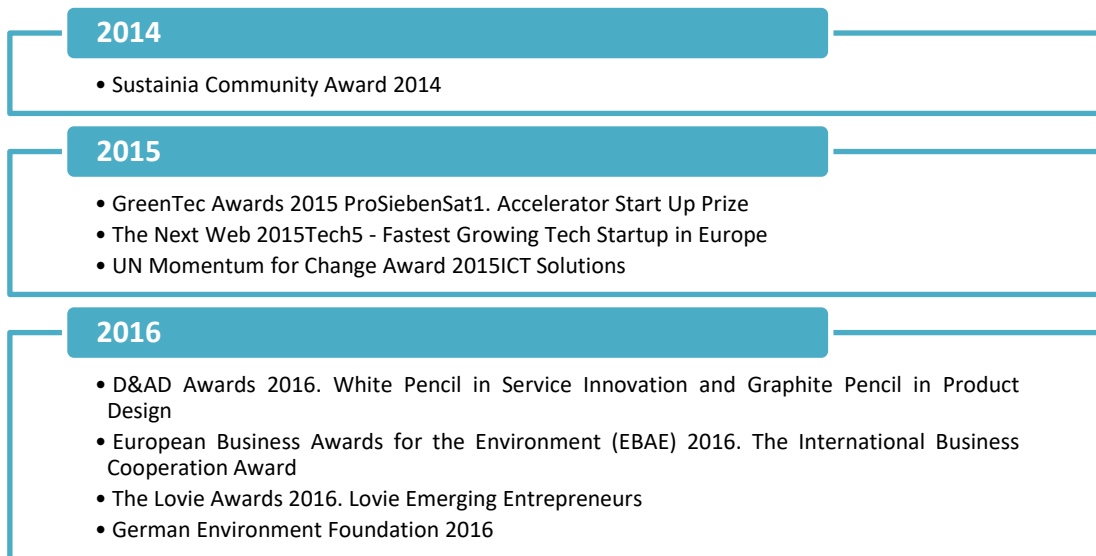 2014
• Sustainia Community Award 2014
2015
• GreenTec Awards 2015 ProSiebenSat1. Accelerator Start Up Prize
• The Next Web 2015Tech5 - Fastest Growing Tech Startup in Europe
• UN Momentum for Change Award 2015ICT Solutions
2016
• D&AD Awards 2016. White Pencil in Service Innovation and Graphite Pencil in Product
Design
• European Business Awards for the Environment (EBAE) 2016. The International Business
Cooperation Award
• The Lovie Awards 2016. Lovie Emerging Entrepreneurs
• German Environment Foundation 2016